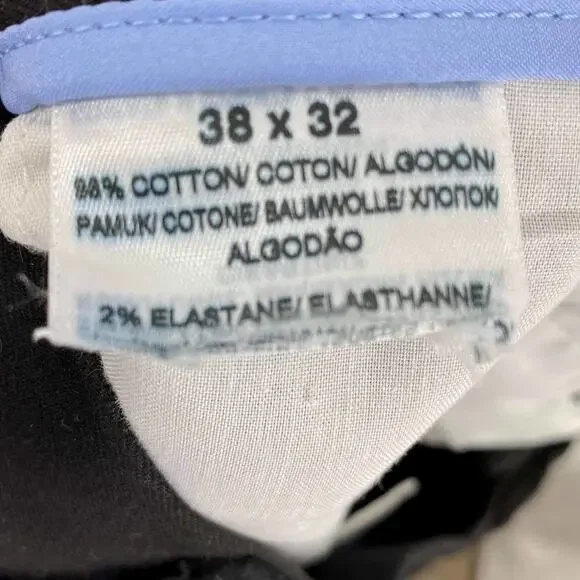 38 x 32
98% COTTON/ COTON/ ALGODÓN/
PAMUK/ COTONE/ BAUMWOLLE/ ХЛОПОК/
ALGODÃO
2% ELASTANE/ ELASTHANNE/